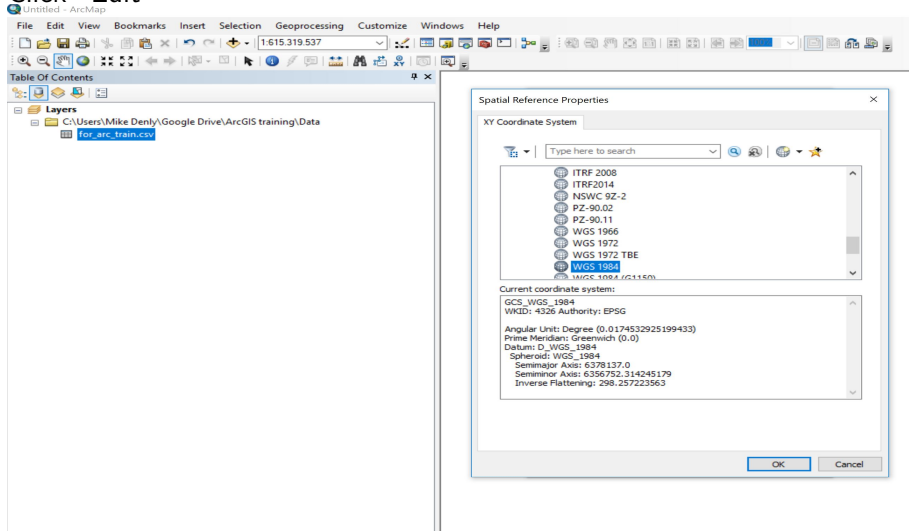 Untitled - ArcMap
File Edit View Bookmarks Insert Selection Geoprocessing Customize Windows Help
1:615.319.537
Table Of Contents
Layers
C:\Users\Mike Denly\Google Drive\ArcGIS training\Data
for_arc_train.csv
Spatial Reference Properties
XY Coordinate System
Type here to search
ITRF 2008
ITRF2014
NSWC 9Z-2
PZ-90.02
PZ-90.11
WGS 1966
WGS 1972
WGS 1972 TBE
WGS 1984
WGS 1984 (G1150)
Current coordinate system:
GCS_WGS_1984
WKID: 4326 Authority: EPSG
Angular Unit: Degree (0.0174532925199433)
Prime Meridian: Greenwich (0.0)
Datum: D_WGS_1984
Spheroid: WGS_1984
Semimajor Axis: 6378137.0
Semiminor Axis: 6356752.314245179
Inverse Flattening: 298.257223563
OK Cancel